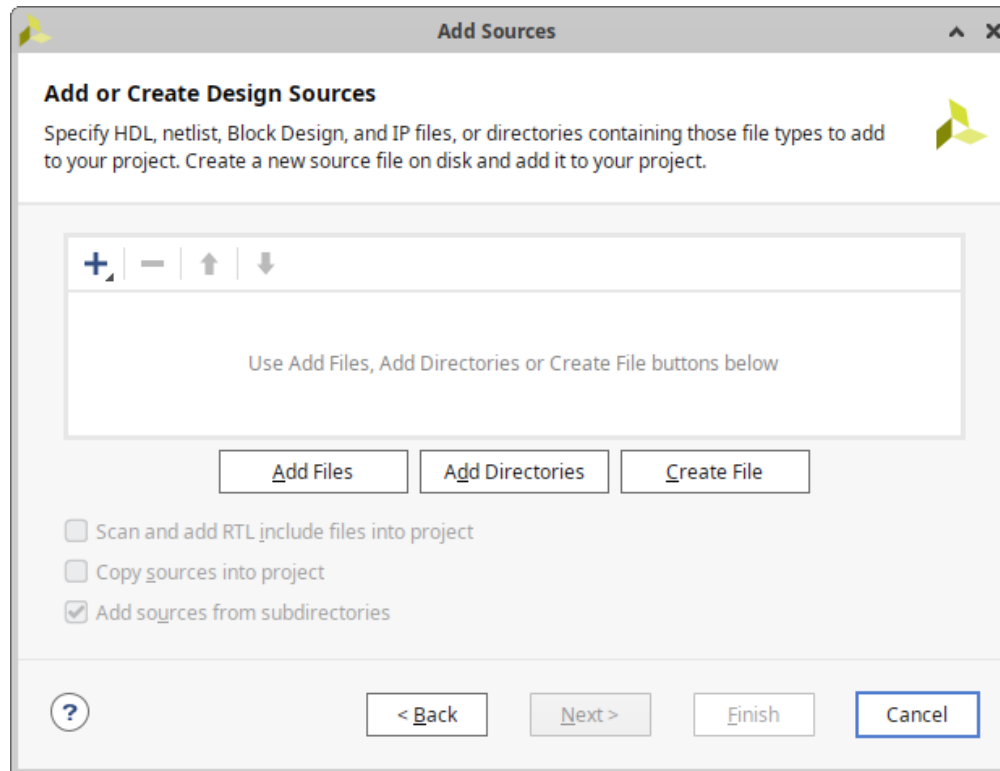 Add Sources
Add or Create Design Sources
Specify HDL, netlist, Block Design, and IP files, or directories containing those file types to add
to your project. Create a new source file on disk and add it to your project.
Use Add Files, Add Directories or Create File buttons below
Add Files
Add Directories
Create File
Scan and add RTL include files into project
Copy sources into project
Add sources from subdirectories
?
< Back
Next >
Finish
Cancel